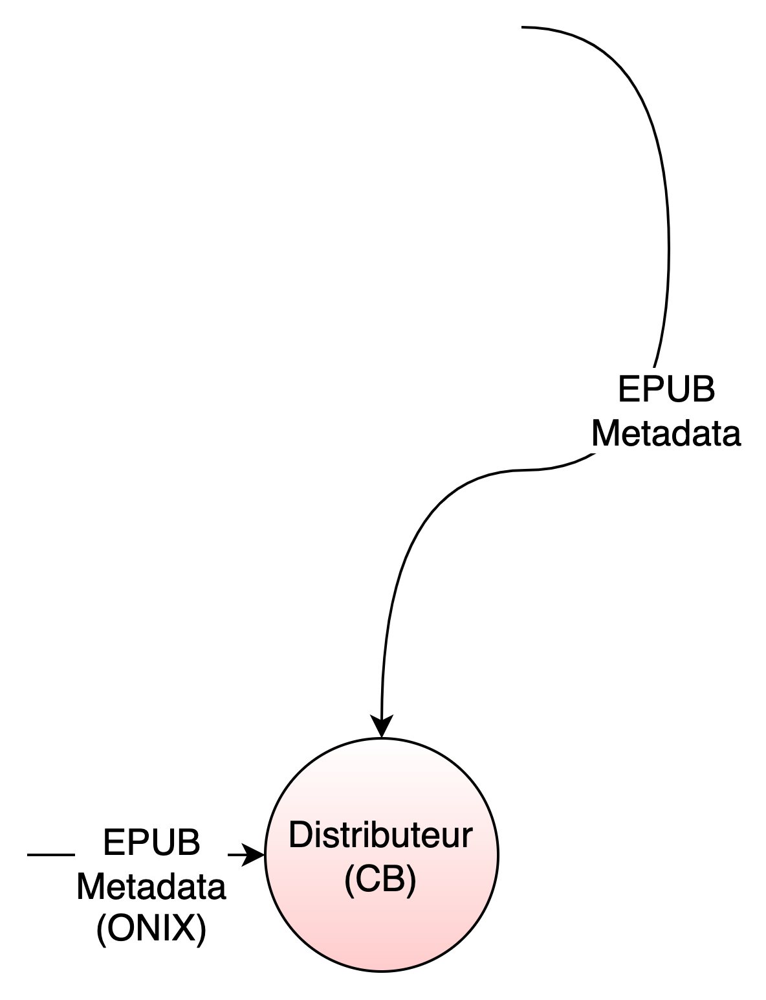 EPUB
Metadata
Distributeur
(CB)
EPUB
Metadata
(ONIX)